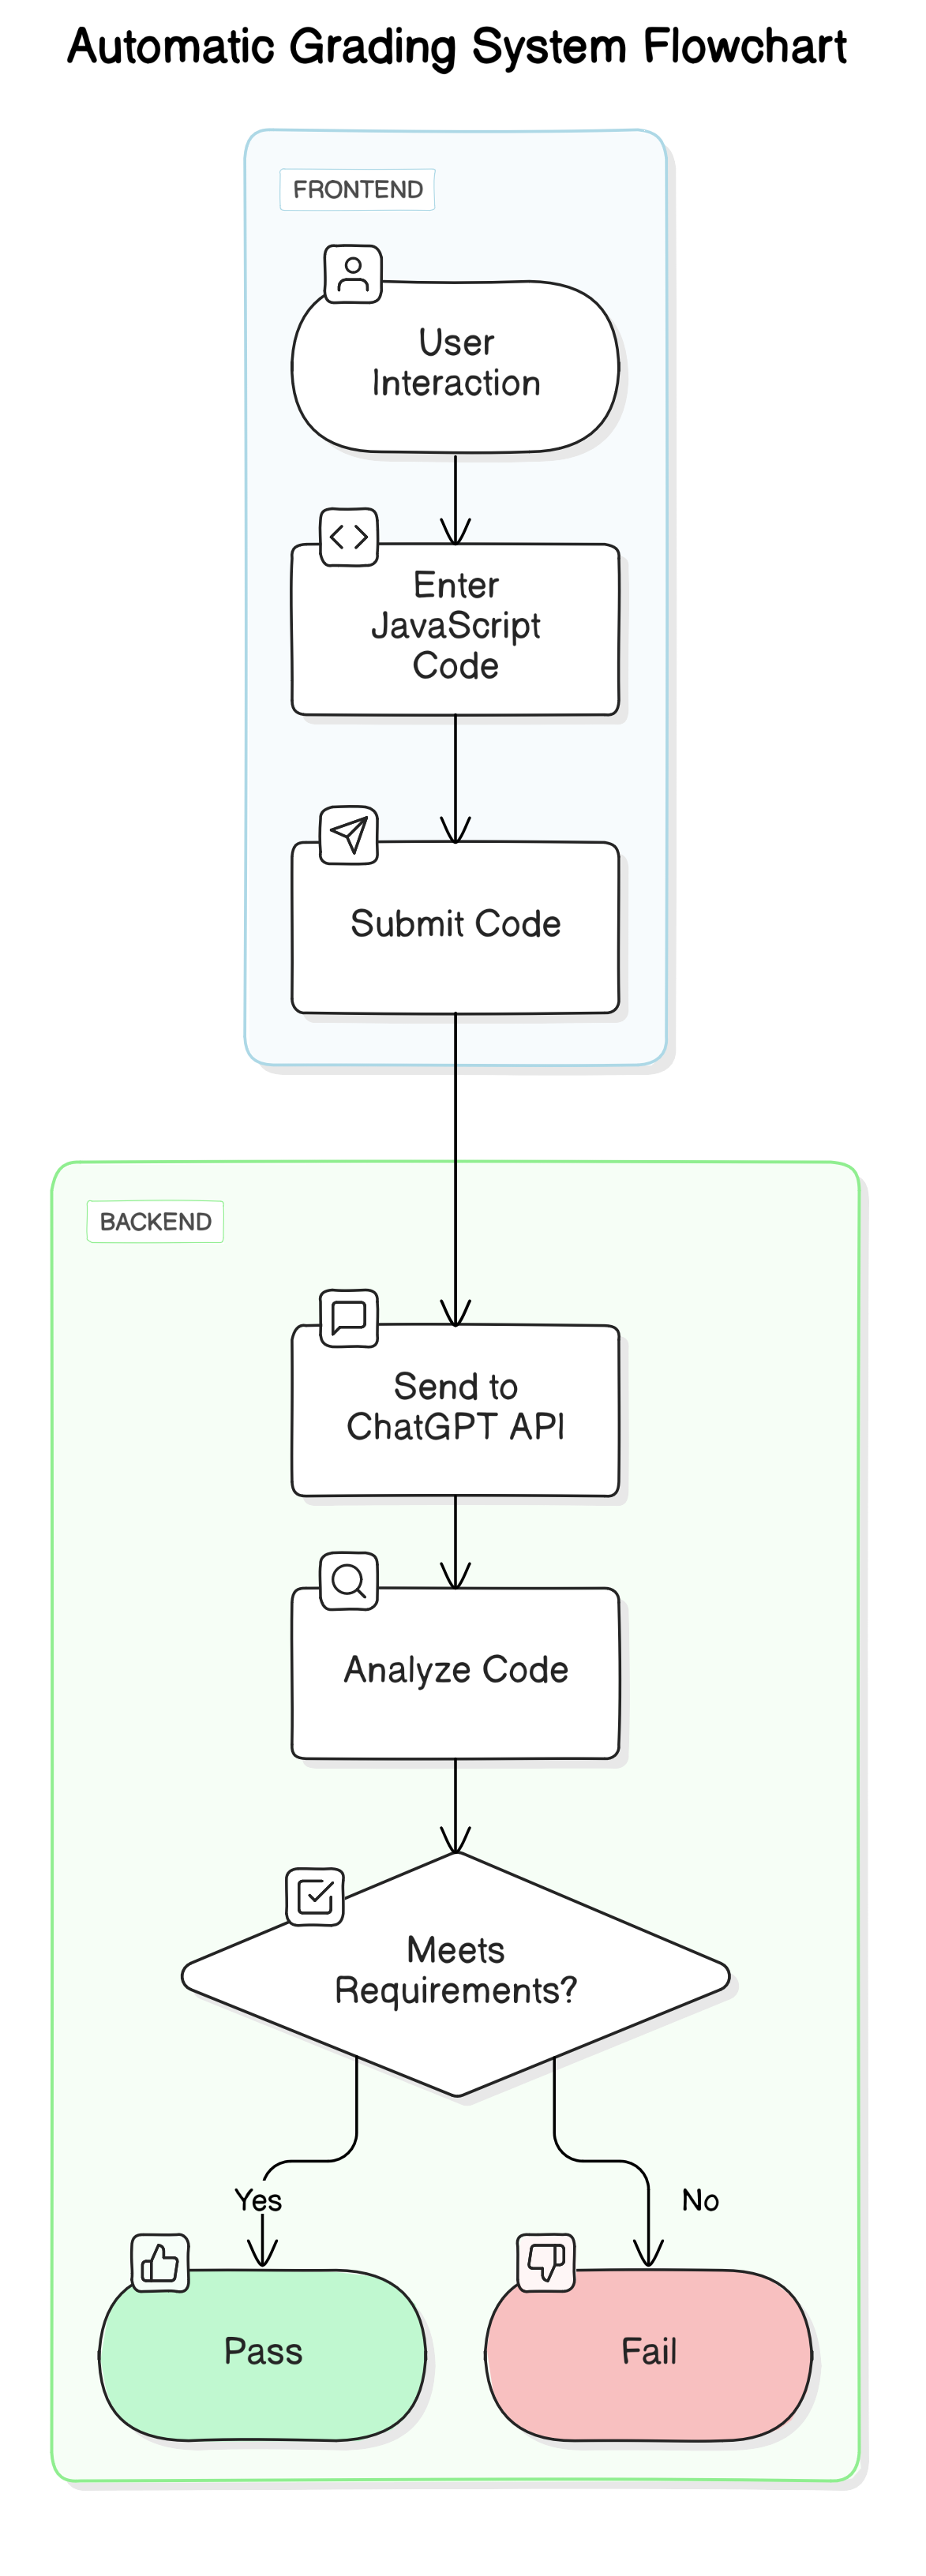 Automatic Grading System Flowchart
FRONTEND
User
Interaction
Enter
JavaScript
Code
Submit Code
BACKEND
Send to
ChatGPT API
Analyze Code
Meets
Requirements?
Yes
No
Pass
Fail